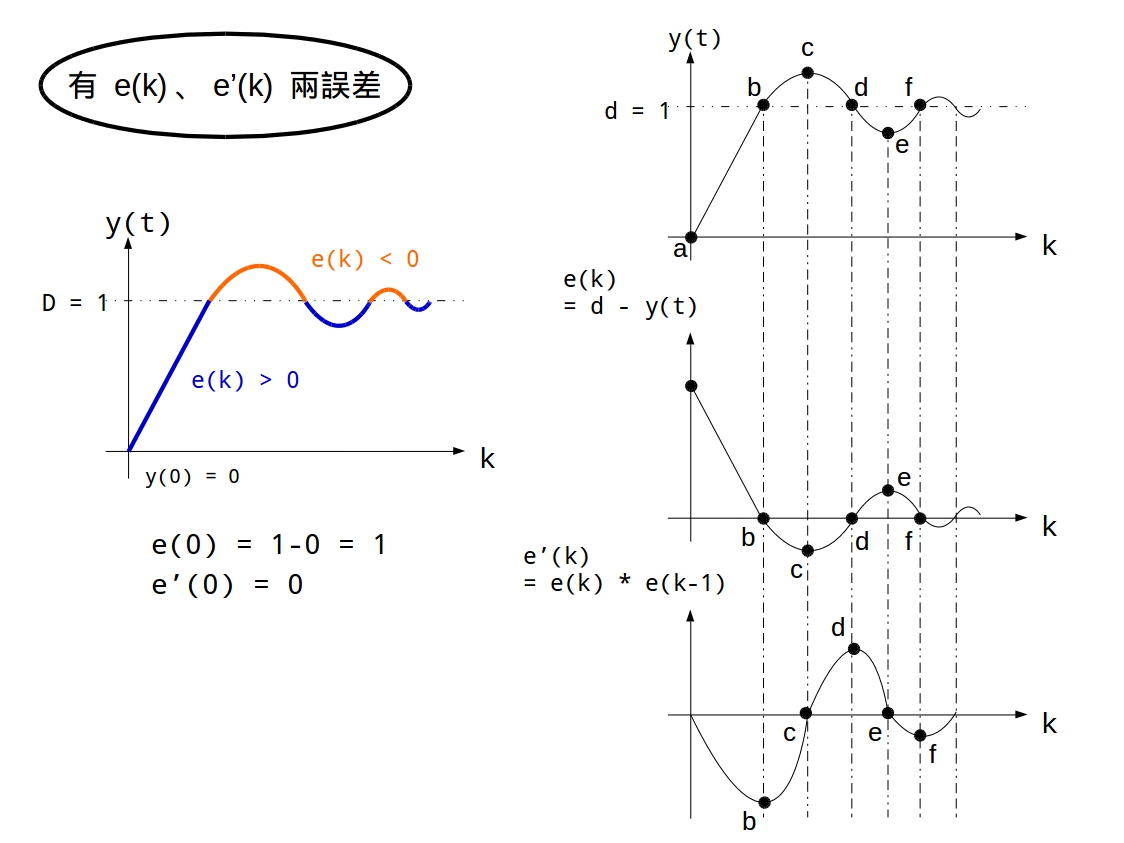 有 e(k)、 e’(k) 兩誤差
y(t)
e(k) < 0
D = 1
e(k) > 0
k
y(0) = 0
e(0) = 1-0 = 1
e’(0) = 0
y(t)
c
b
d
f
d = 1
e
a
k
e(k)
= d - y(t)
e
b
d
f
k
c
e’(k)
= e(k) * e(k-1)
d
c
e
k
f
b